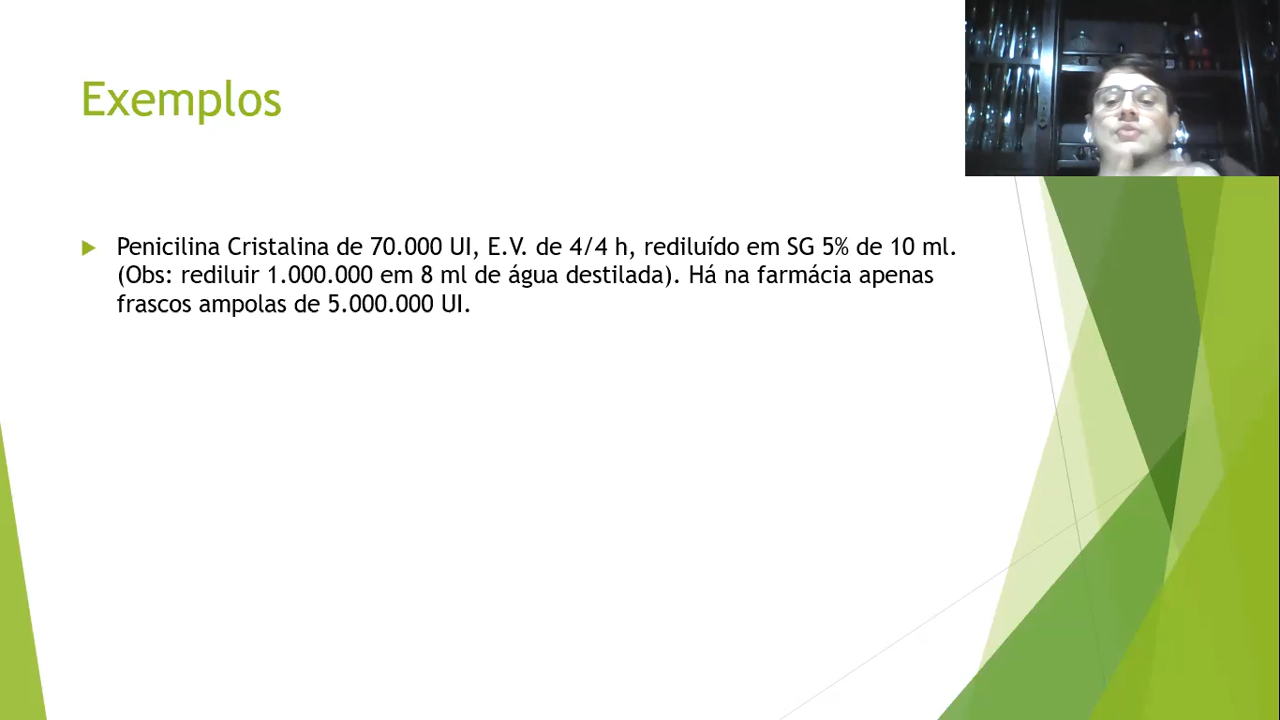 Exemplos
Penicilina Cristalina de 70.000 UI, E.V. de 4/4 h, rediluído em SG 5% de 10 ml.
(Obs: rediluir 1.000.000 em 8 ml de água destilada). Há na farmácia apenas
frascos ampolas de 5.000.000 UI.